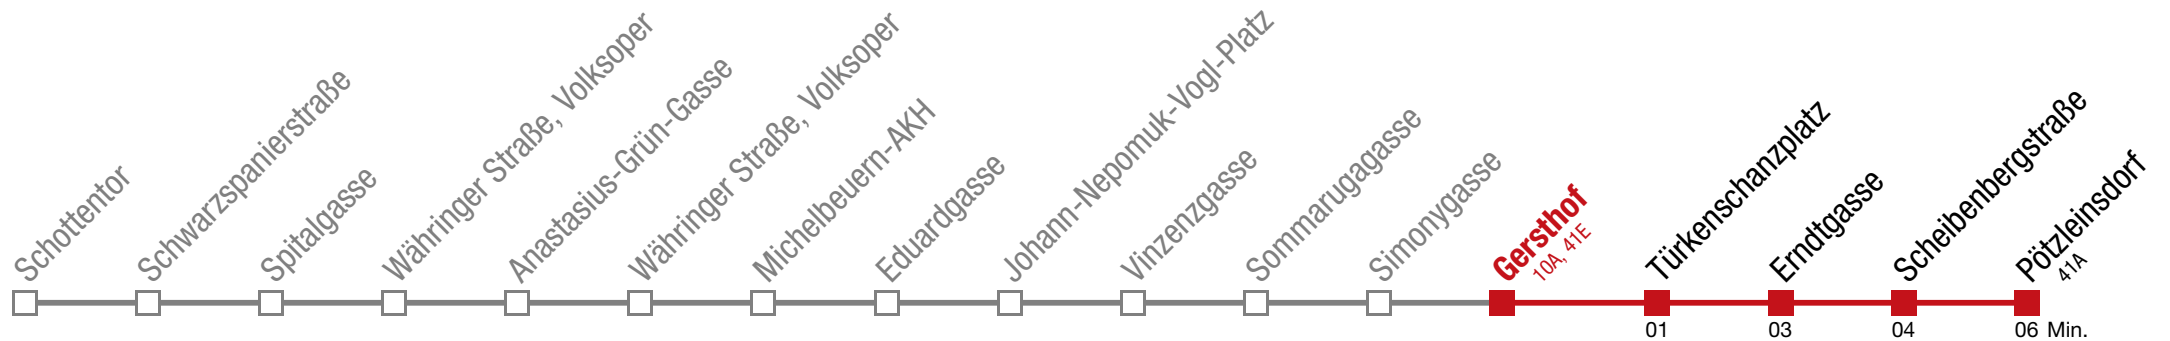 Schottentor
Schwarzspanierstraße
Spitalgasse
Währinger Straße, Volksoper
Anastasius-Grün-Gasse
Währinger Straße, Volksoper
Michelbeuern-AKH
Eduardgasse
Johann-Nepomuk-Vogl-Platz
Vinzenzgasse
Sommarugagasse
Simonygasse
Gersthof
10A, 41E
Türkenschanzplatz
Erndtgasse
Scheibenbergstraße
Pötzleinsdorf
41A
01
03
04
06 Min.